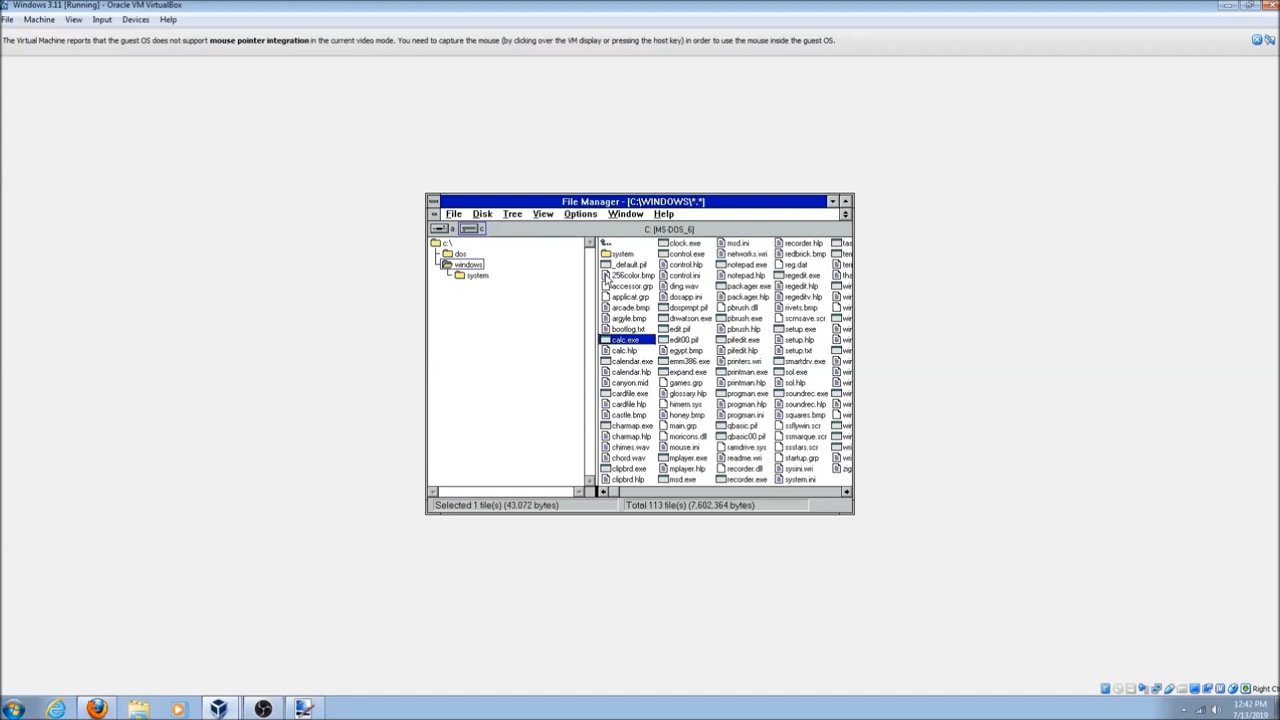 Windows 3.11 [Running] - Oracle VM VirtualBox
File Machine View Input Devices Help
The Virtual Machine reports that the guest OS does not support mouse pointer integration in the current video mode. You need to capture the mouse (by clicking over the VM display or pressing the host key) in order to use the mouse inside the guest OS.
File Manager - [C:\WINDOWS\*.*]
File Disk Tree View Options Window Help
a c C: [MS-DOS_6]
c:\
dos
windows
system
system
_default.pif
256color.bmp
accessor.grp
applicat.grp
arcade.bmp
argyle.bmp
bootlog.txt
calc.exe
calc.hlp
calendar.exe
calendar.hlp
canyon.mid
cardfile.exe
cardfile.hlp
castle.bmp
charmap.exe
charmap.hlp
chimes.wav
chord.wav
clipbrd.exe
clipbrd.hlp
clock.exe
control.exe
control.hlp
control.ini
ding.wav
dosapp.ini
dosprmpt.pif
drwatson.exe
edit.pif
edit00.pif
egypt.bmp
emm386.exe
expand.exe
games.grp
glossary.hlp
himem.sys
honey.bmp
main.grp
moricons.dll
mouse.ini
mplayer.exe
mplayer.hlp
msd.exe
msd.ini
networks.wri
notepad.exe
notepad.hlp
packager.exe
packager.hlp
pbrush.dll
pbrush.exe
pbrush.hlp
pifedit.exe
pifedit.hlp
printers.wri
printman.exe
printman.hlp
progman.exe
progman.hlp
progman.ini
qbasic.pif
qbasic00.pif
ramdrive.sys
readme.wri
recorder.dll
recorder.exe
recorder.hlp
redbrick.bmp
reg.dat
regedit.exe
regedit.hlp
regeditv.hlp
rivets.bmp
scrnsave.scr
setup.exe
setup.hlp
setup.txt
smartdrv.exe
sol.exe
sol.hlp
soundrec.exe
soundrec.hlp
squares.bmp
ssflywin.scr
ssmarque.scr
ssstars.scr
startup.grp
sysini.wri
system.ini
Selected 1 file(s) (43,072 bytes) Total 113 file(s) (7,602,364 bytes)
Right Ct
12:42 PM
7/13/2019